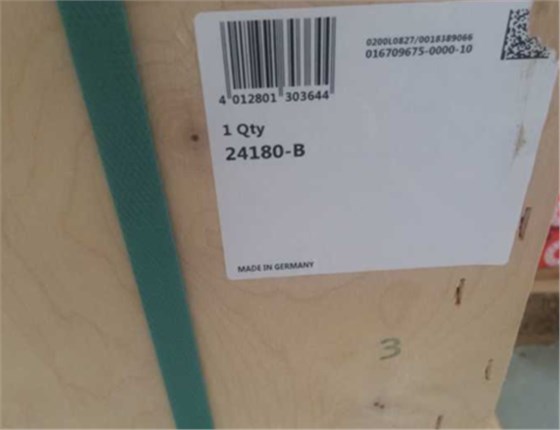 0200L0827/0018389066
016709675-0000-10
4 012801 303644
1 Qty
24180-B
MADE IN GERMANY
3